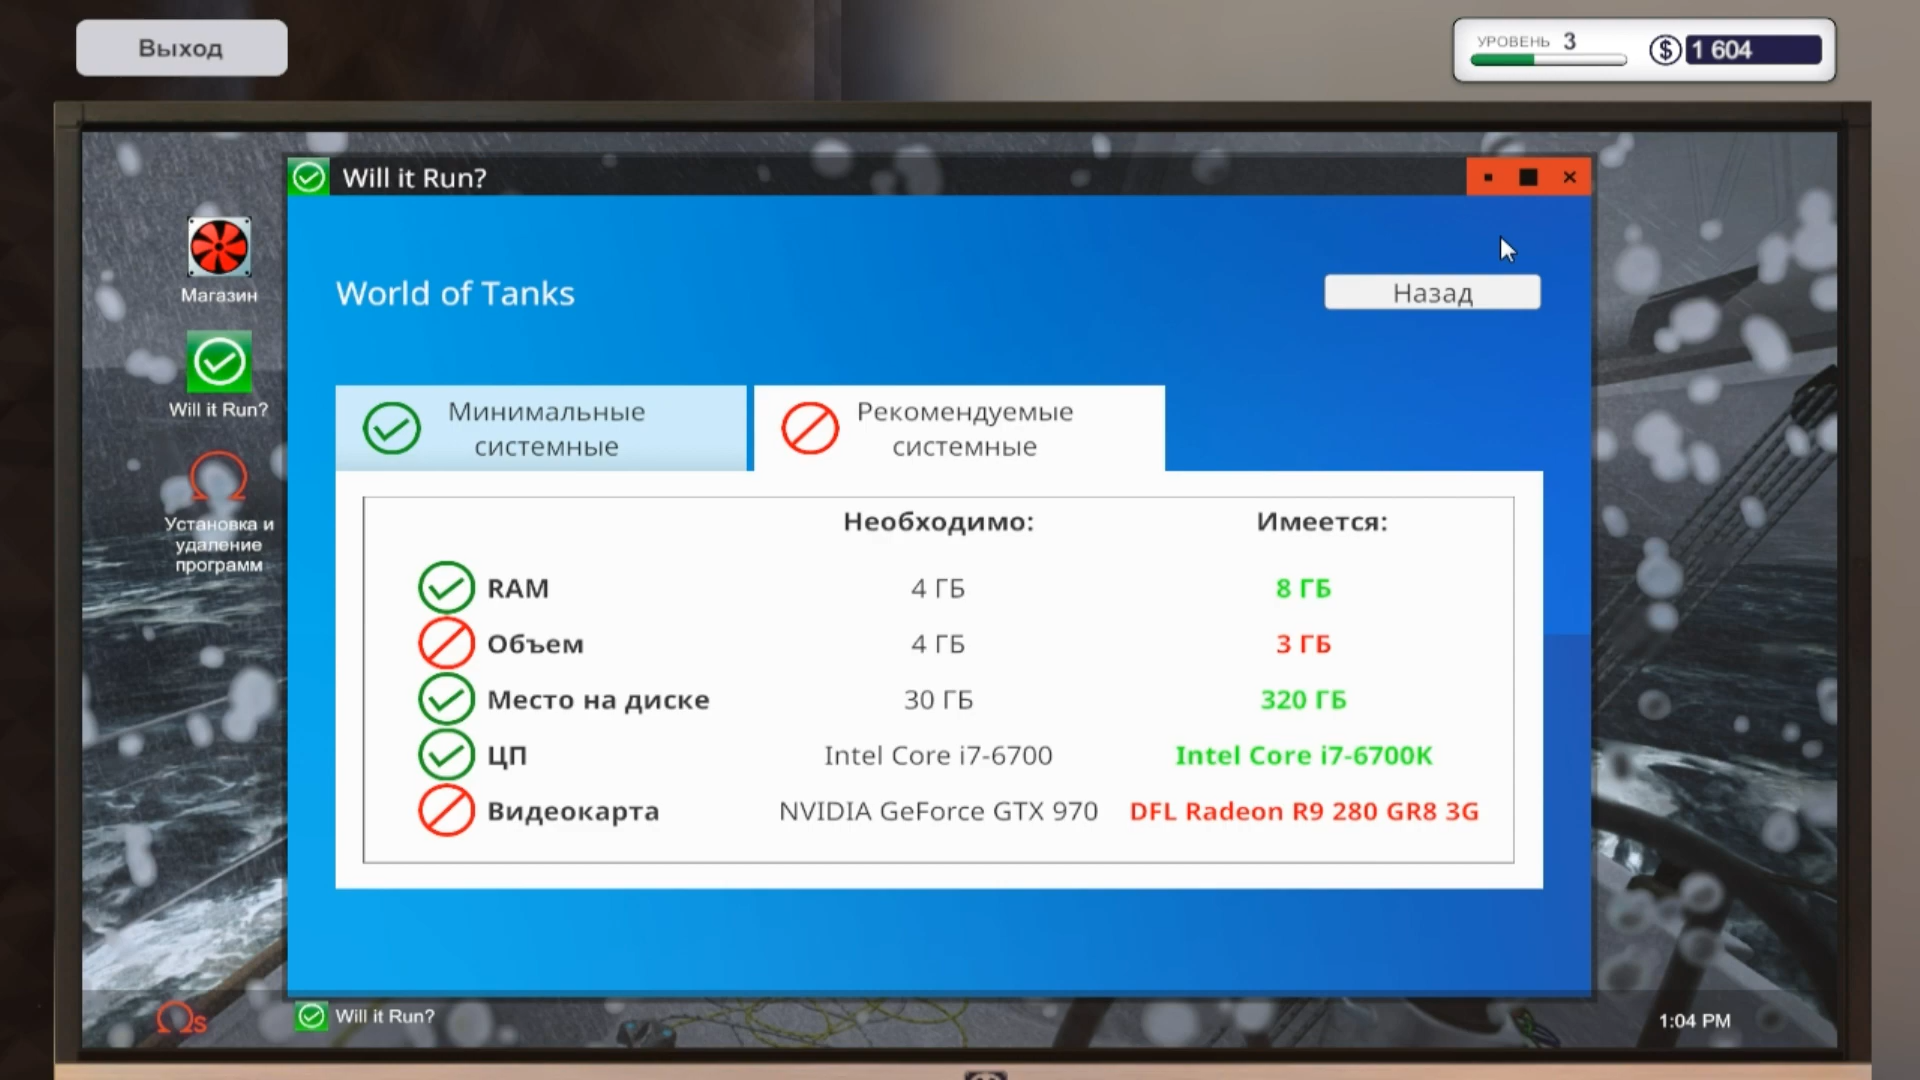 Выход
УРОВЕНЬ 3
$ 1 604
Will it Run?
Магазин
Will it Run?
Установка и
удаление
программ
World of Tanks
Назад
Минимальные
системные
Рекомендуемые
системные
Необходимо: Имеется:
RAM 4 ГБ 8 ГБ
Объем 4 ГБ 3 ГБ
Место на диске 30 ГБ 320 ГБ
ЦП Intel Core i7-6700 Intel Core i7-6700K
Видеокарта NVIDIA GeForce GTX 970 DFL Radeon R9 280 GR8 3G
Ωs
Will it Run?
1:04 PM